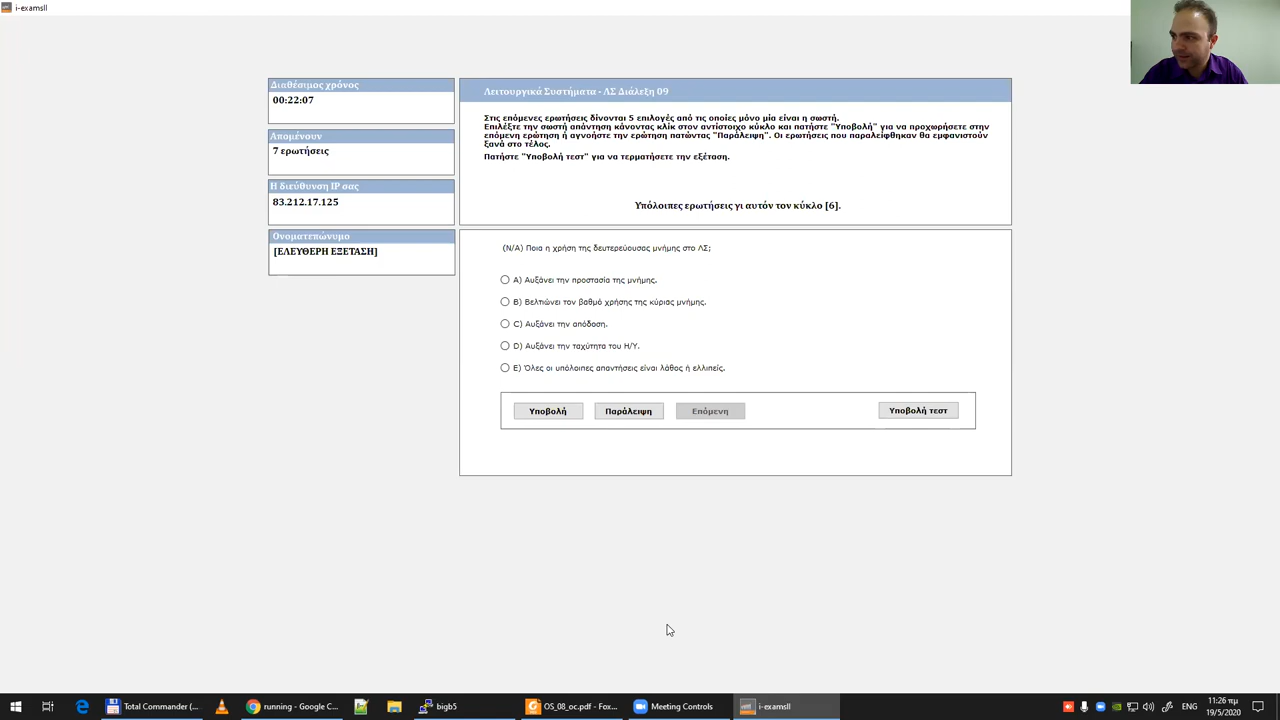 i-examsll
Διαθέσιμος χρόνος
00:22:07
Απομένουν
7 ερωτήσεις
Η διεύθυνση IP σας
83.212.17.125
Ονοματεπώνυμο
[ΕΛΕΥΘΕΡΗ ΕΞΕΤΑΣΗ]
Λειτουργικά Συστήματα - ΛΣ Διάλεξη 09
Στις επόμενες ερωτήσεις δίνονται 5 επιλογές από τις οποίες μόνο μία είναι η σωστή.
Επιλέξτε την σωστή απάντηση κάνοντας κλίκ στον αντίστοιχο κύκλο και πατήστε "Υποβολή" για να προχωρήσετε στην
επόμενη ερώτηση ή αγνοήστε την ερώτηση πατώντας "Παράλειψη". Οι ερωτήσεις που παραλείφθηκαν θα εμφανιστούν
ξανά στο τέλος.
Πατήστε "Υποβολή τεστ" για να τερματήσετε την εξέταση.
Υπόλοιπες ερωτήσεις γι αυτόν τον κύκλο [6].
(Ν/Α) Ποια η χρήση της δευτερεύουσας μνήμης στο ΛΣ;
A) Αυξάνει την προστασία της μνήμης.
B) Βελτιώνει τον βαθμό χρήσης της κύριας μνήμης.
C) Αυξάνει την απόδοση.
D) Αυξάνει την ταχύτητα του Η/Υ.
E) Όλες οι υπόλοιπες απαντήσεις είναι λάθος ή ελλιπείς.
Υποβολή Παράλειψη Επόμενη Υποβολή τεστ
Total Commander (... running - Google C... bigb5 OS_08_oc.pdf - Fox... Meeting Controls i-examsll ENG 11:26 πμ
19/5/2020